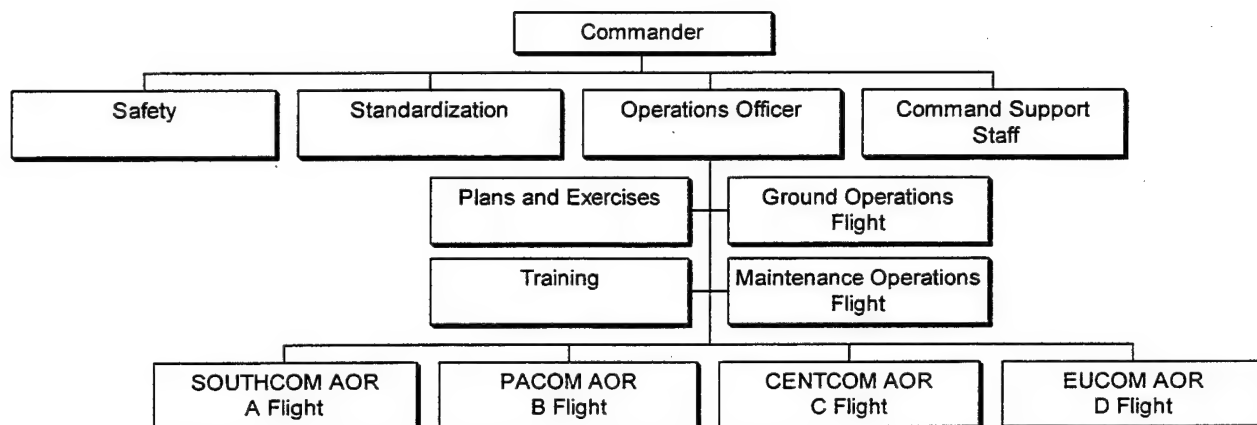 Commander
Safety
Standardization
Operations Officer
Command Support
Staff
Plans and Exercises
Ground Operations
Flight
Training
Maintenance Operations
Flight
SOUTHCOM AOR
A Flight
PACOM AOR
B Flight
CENTCOM AOR
C Flight
EUCOM AOR
D Flight